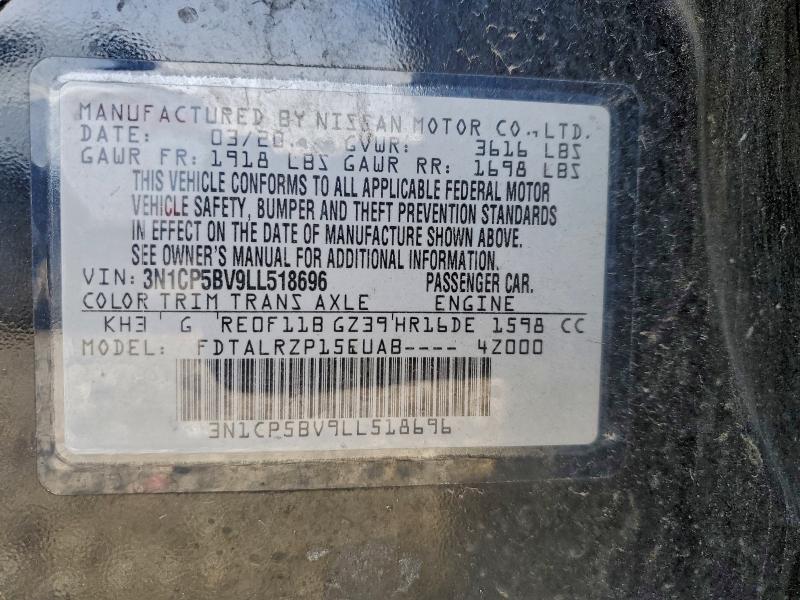 MANUFACTURED BY NISSAN MOTOR CO.,LTD.
DATE: 03/20 GVWR: 3616 LBS
GAWR FR: 1918 LBS GAWR RR: 1698 LBS
THIS VEHICLE CONFORMS TO ALL APPLICABLE FEDERAL MOTOR
VEHICLE SAFETY, BUMPER AND THEFT PREVENTION STANDARDS
IN EFFECT ON THE DATE OF MANUFACTURE SHOWN ABOVE.
SEE OWNER'S MANUAL FOR ADDITIONAL INFORMATION.
VIN: 3N1CP5BV9LL518696 PASSENGER CAR.
COLOR TRIM TRANS AXLE ENGINE
KH3 G RE0F11B GZ39 HR16DE 1598 CC
MODEL: FDTALRZP15EUAB---- 4Z000
3N1CP5BV9LL518696